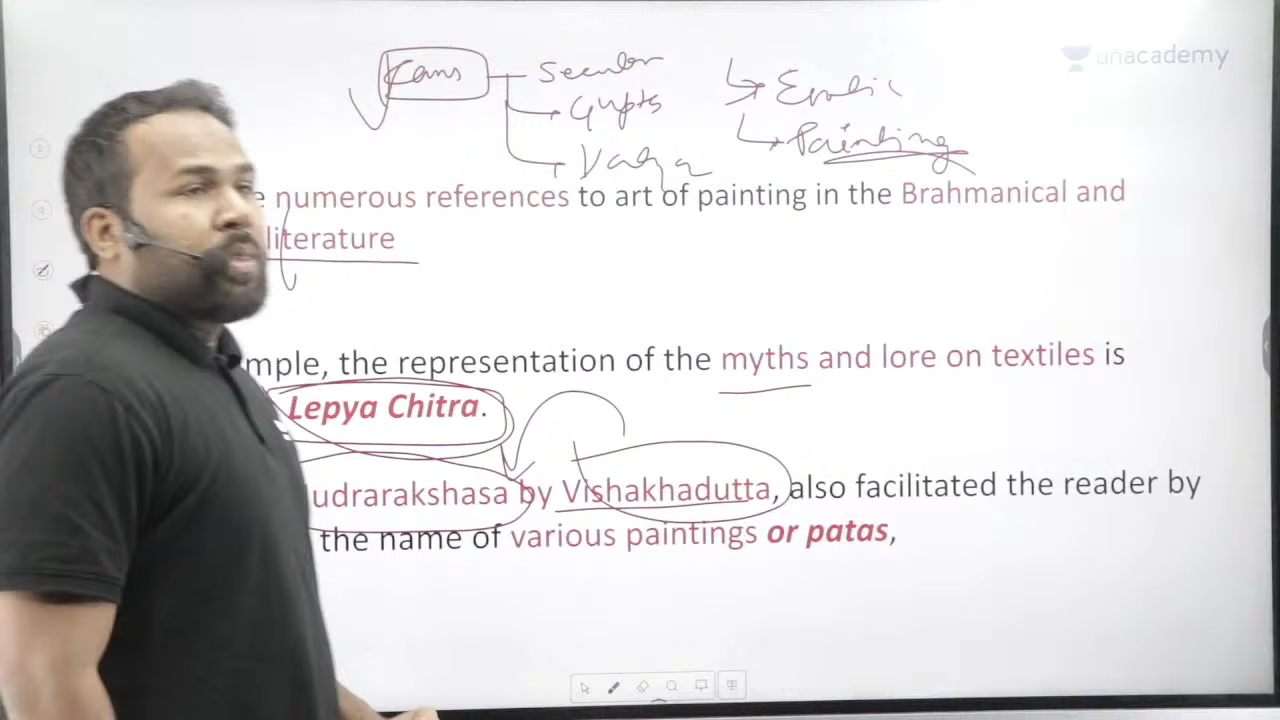 unacademy
Kams Secular Erotic
Gupta Painting
Vatya
numerous references to art of painting in the Brahmanical and
literature
mple, the representation of the myths and lore on textiles is
Lepya Chitra.
udrarakshasa by Vishakhadutta, also facilitated the reader by
the name of various paintings or patas,